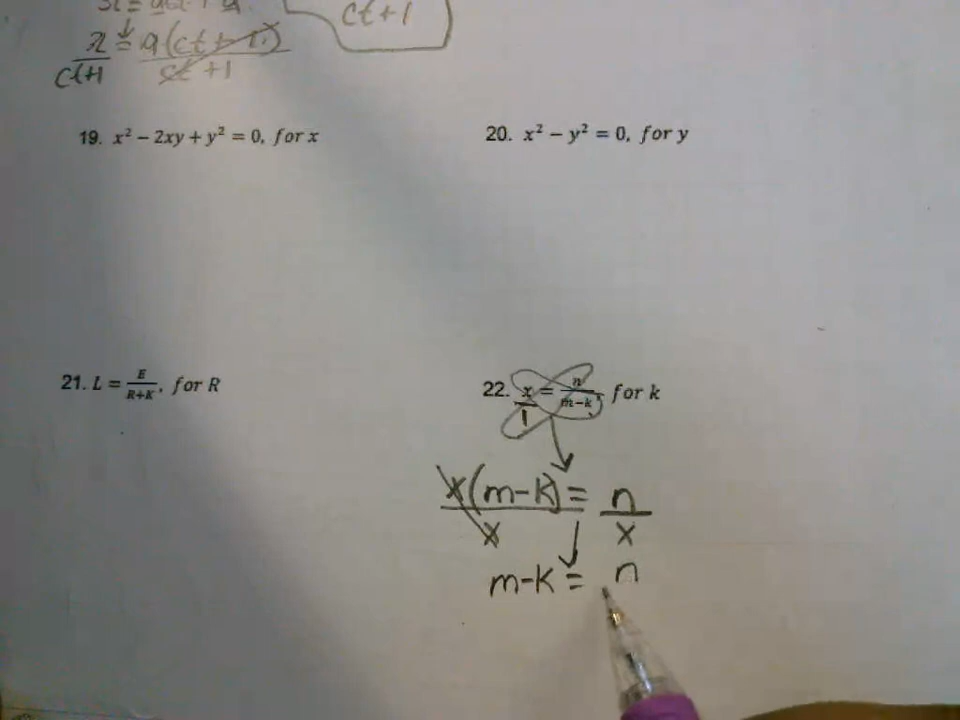 ct+1
x = a(ct+1)
ct+1 ct+1
19. x² − 2xy + y² = 0, for x
20. x² − y² = 0, for y
21. L = E/(R+K), for R
22. x/1 = n/(m−k), for k
x(m−k) = n
x x
m−k = n